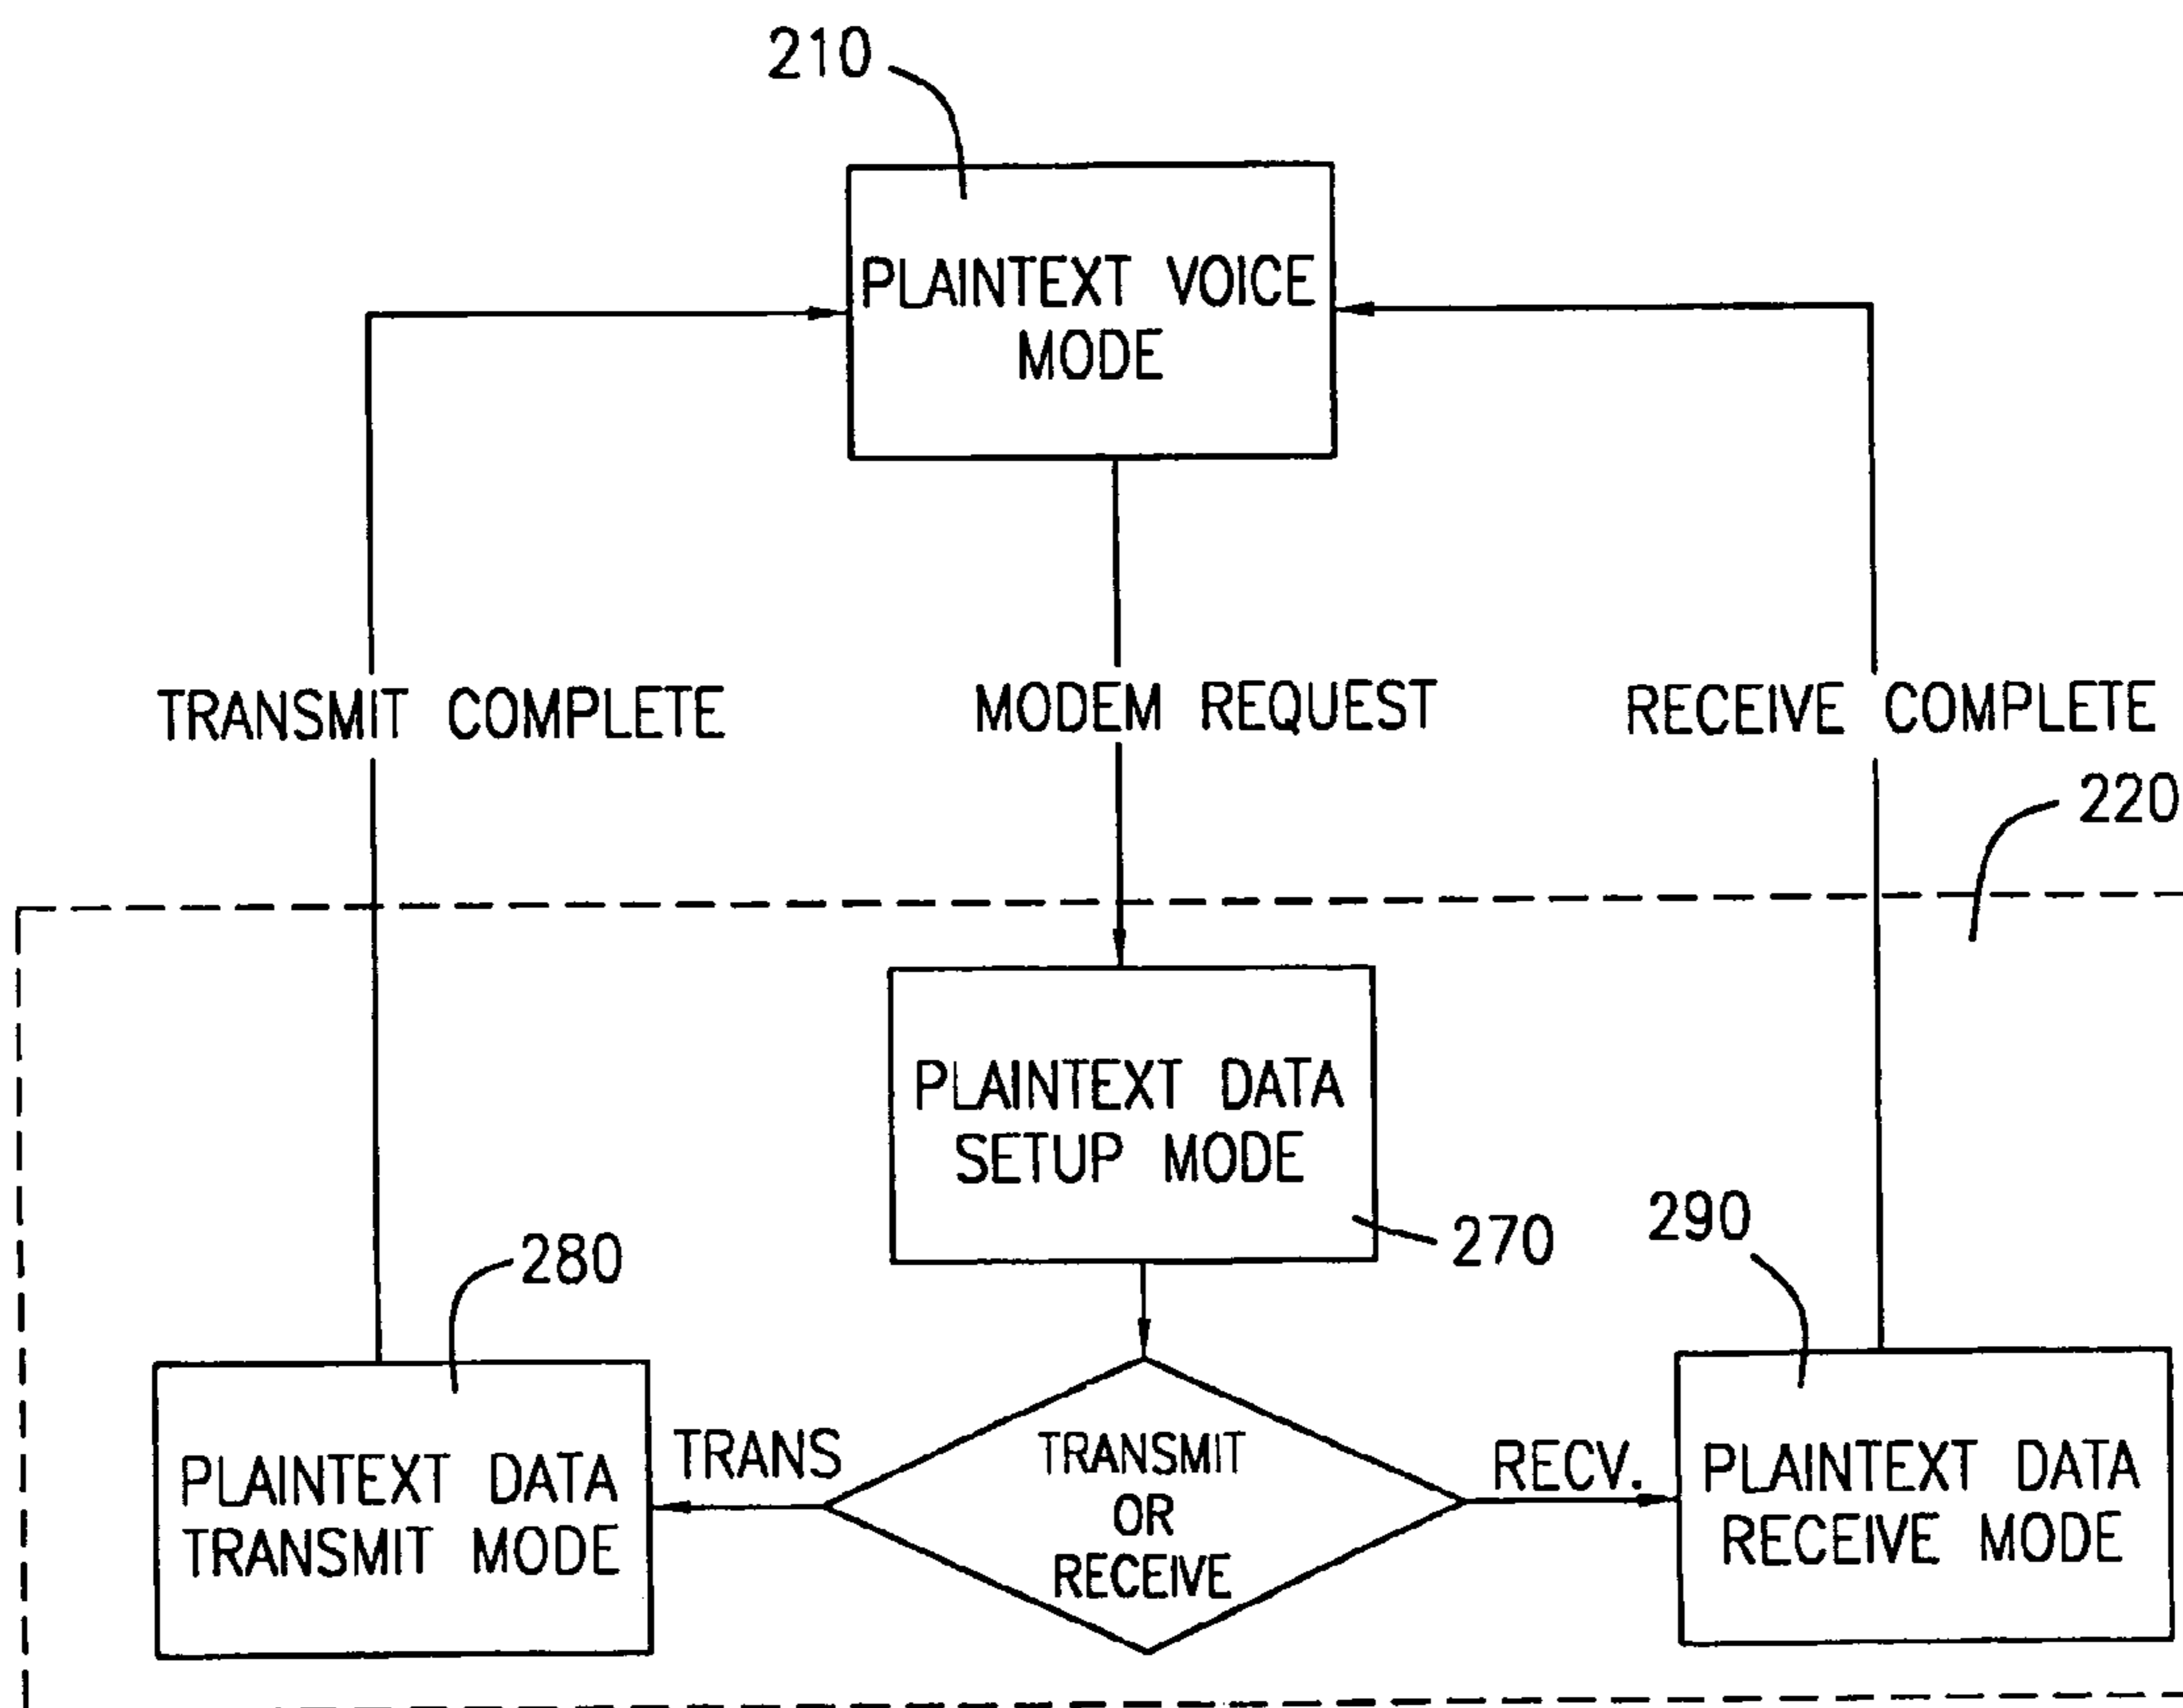 210
PLAINTEXT VOICE
MODE
TRANSMIT COMPLETE
MODEM REQUEST
RECEIVE COMPLETE
220
PLAINTEXT DATA
SETUP MODE
270
290
280
TRANS
TRANSMIT
OR
RECEIVE
RECV.
PLAINTEXT DATA
TRANSMIT MODE
PLAINTEXT DATA
RECEIVE MODE